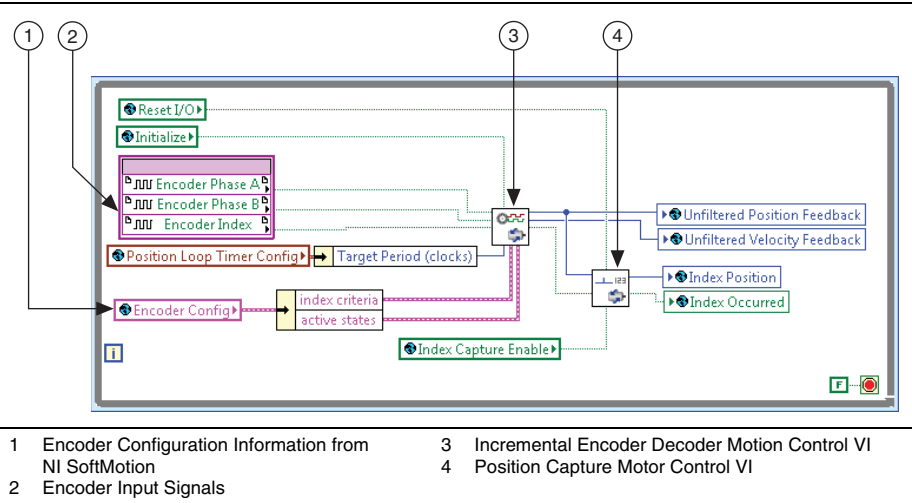 1 2 3 4
Reset I/O
Initialize
Encoder Phase A
Encoder Phase B
Encoder Index
Position Loop Timer Config
Target Period (clocks)
Encoder Config
index criteria
active states
Index Capture Enable
123
Unfiltered Position Feedback
Unfiltered Velocity Feedback
Index Position
Index Occurred
i
F
1 Encoder Configuration Information from
NI SoftMotion
2 Encoder Input Signals
3 Incremental Encoder Decoder Motion Control VI
4 Position Capture Motor Control VI